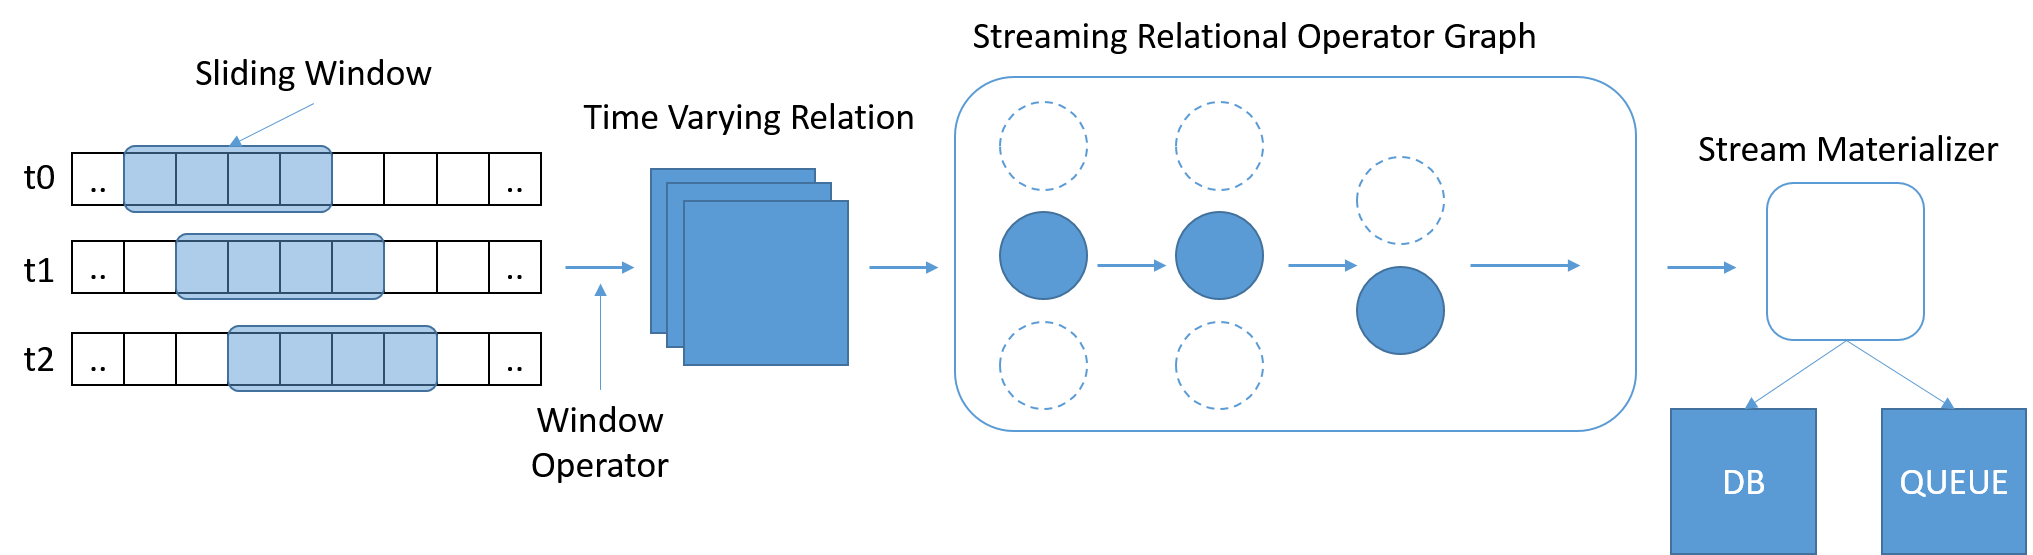 Streaming Relational Operator Graph
Sliding Window
Time Varying Relation
Stream Materializer
t0
..
..
t1
..
..
t2
..
..
Window
Operator
DB
QUEUE